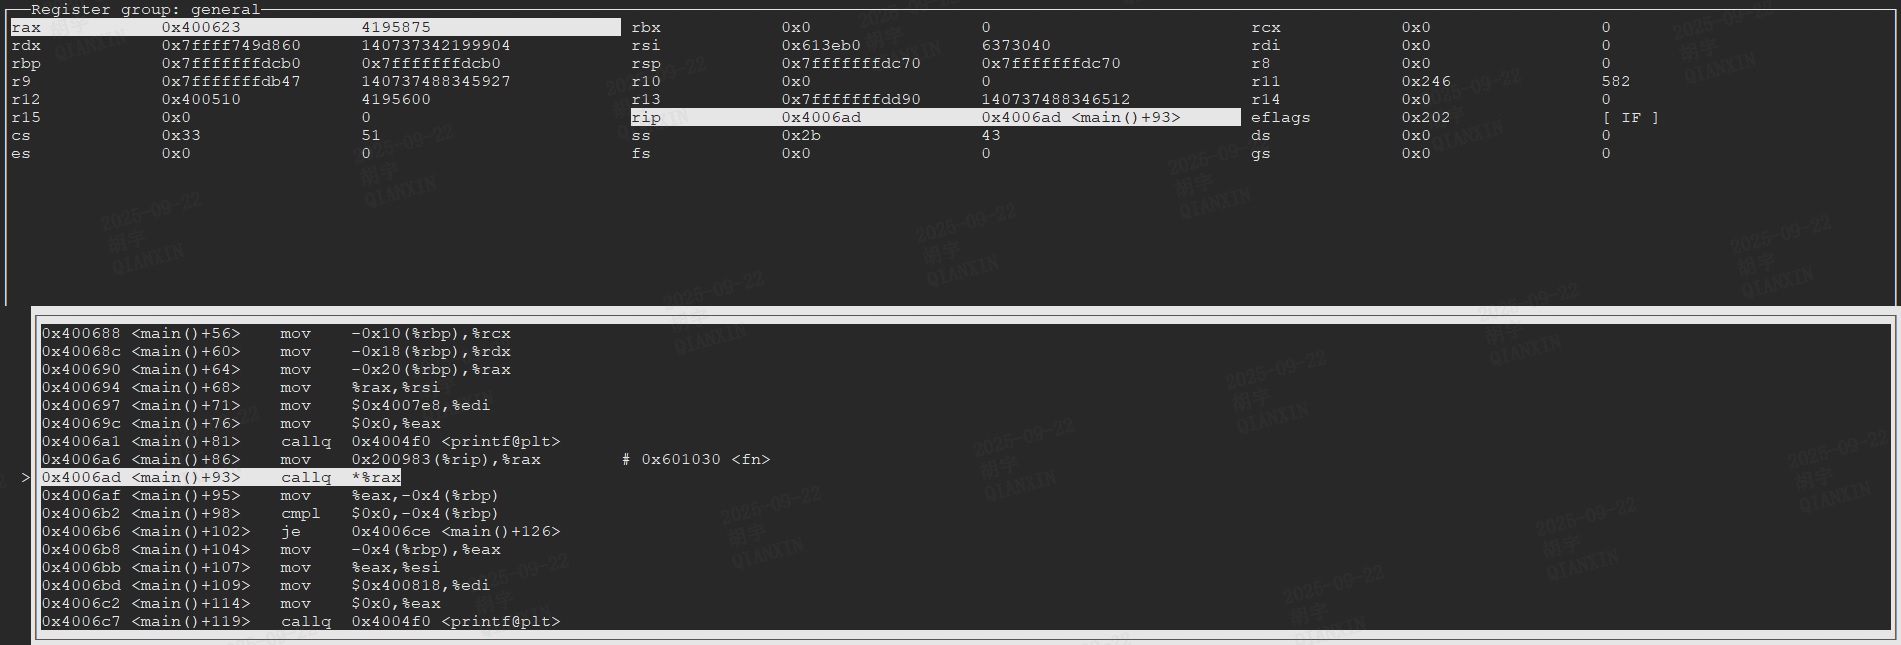 Register group: general
rax 0x400623 4195875 rbx 0x0 0 rcx 0x0 0
rdx 0x7ffff749d860 140737342199904 rsi 0x613eb0 6373040 rdi 0x0 0
rbp 0x7fffffffdcb0 0x7fffffffdcb0 rsp 0x7fffffffdc70 0x7fffffffdc70 r8 0x0 0
r9 0x7fffffffdb47 140737488345927 r10 0x0 0 r11 0x246 582
r12 0x400510 4195600 r13 0x7fffffffdd90 140737488346512 r14 0x0 0
r15 0x0 0 rip 0x4006ad 0x4006ad <main()+93> eflags 0x202 [ IF ]
cs 0x33 51 ss 0x2b 43 ds 0x0 0
es 0x0 0 fs 0x0 0 gs 0x0 0
0x400688 <main()+56> mov -0x10(%rbp),%rcx
0x40068c <main()+60> mov -0x18(%rbp),%rdx
0x400690 <main()+64> mov -0x20(%rbp),%rax
0x400694 <main()+68> mov %rax,%rsi
0x400697 <main()+71> mov $0x4007e8,%edi
0x40069c <main()+76> mov $0x0,%eax
0x4006a1 <main()+81> callq 0x4004f0 <printf@plt>
0x4006a6 <main()+86> mov 0x200983(%rip),%rax # 0x601030 <fn>
>0x4006ad <main()+93> callq *%rax
0x4006af <main()+95> mov %eax,-0x4(%rbp)
0x4006b2 <main()+98> cmpl $0x0,-0x4(%rbp)
0x4006b6 <main()+102> je 0x4006ce <main()+126>
0x4006b8 <main()+104> mov -0x4(%rbp),%eax
0x4006bb <main()+107> mov %eax,%esi
0x4006bd <main()+109> mov $0x400818,%edi
0x4006c2 <main()+114> mov $0x0,%eax
0x4006c7 <main()+119> callq 0x4004f0 <printf@plt>
2025-09-22
胡宇
QIANXIN